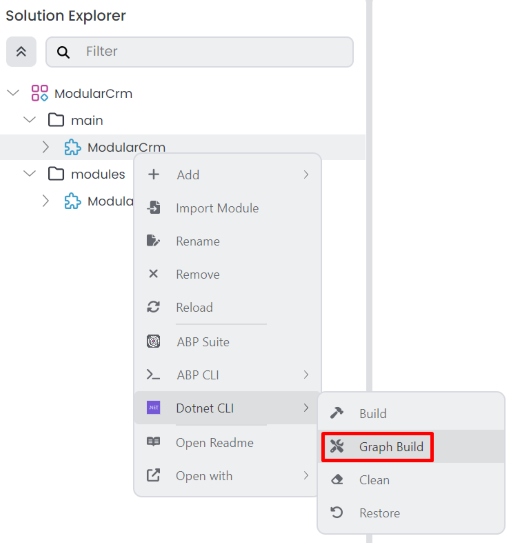 Solution Explorer
Filter
ModularCrm
main
ModularCrm
modules
Modula
Add
Import Module
Rename
Remove
Reload
ABP Suite
ABP CLI
Dotnet CLI
Open Readme
Open with
Build
Graph Build
Clean
Restore